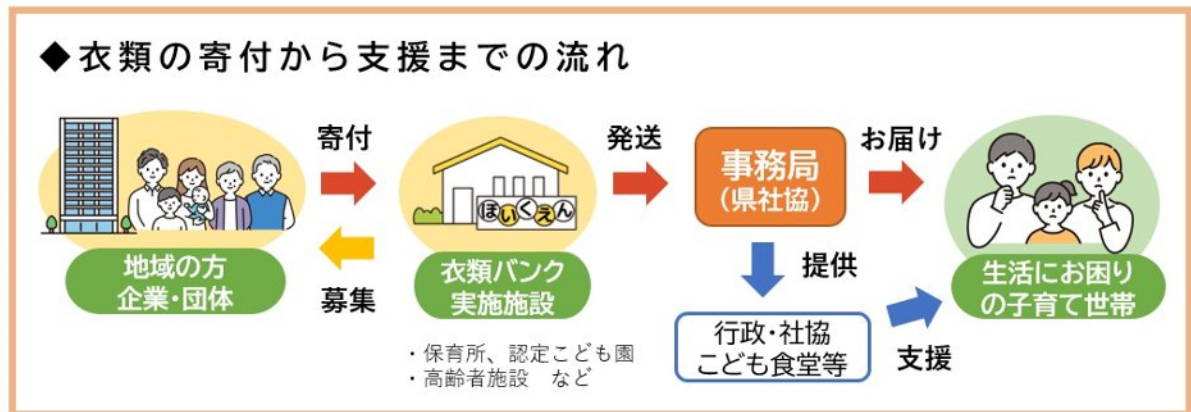 ◆衣類の寄付から支援までの流れ
寄付
発送
お届け
事務局
(県社協)
ほいくえん
地域の方
企業・団体
募集
衣類バンク
実施施設
提供
生活にお困り
の子育て世帯
・保育所、認定こども園
・高齢者施設 など
行政・社協
こども食堂等
支援